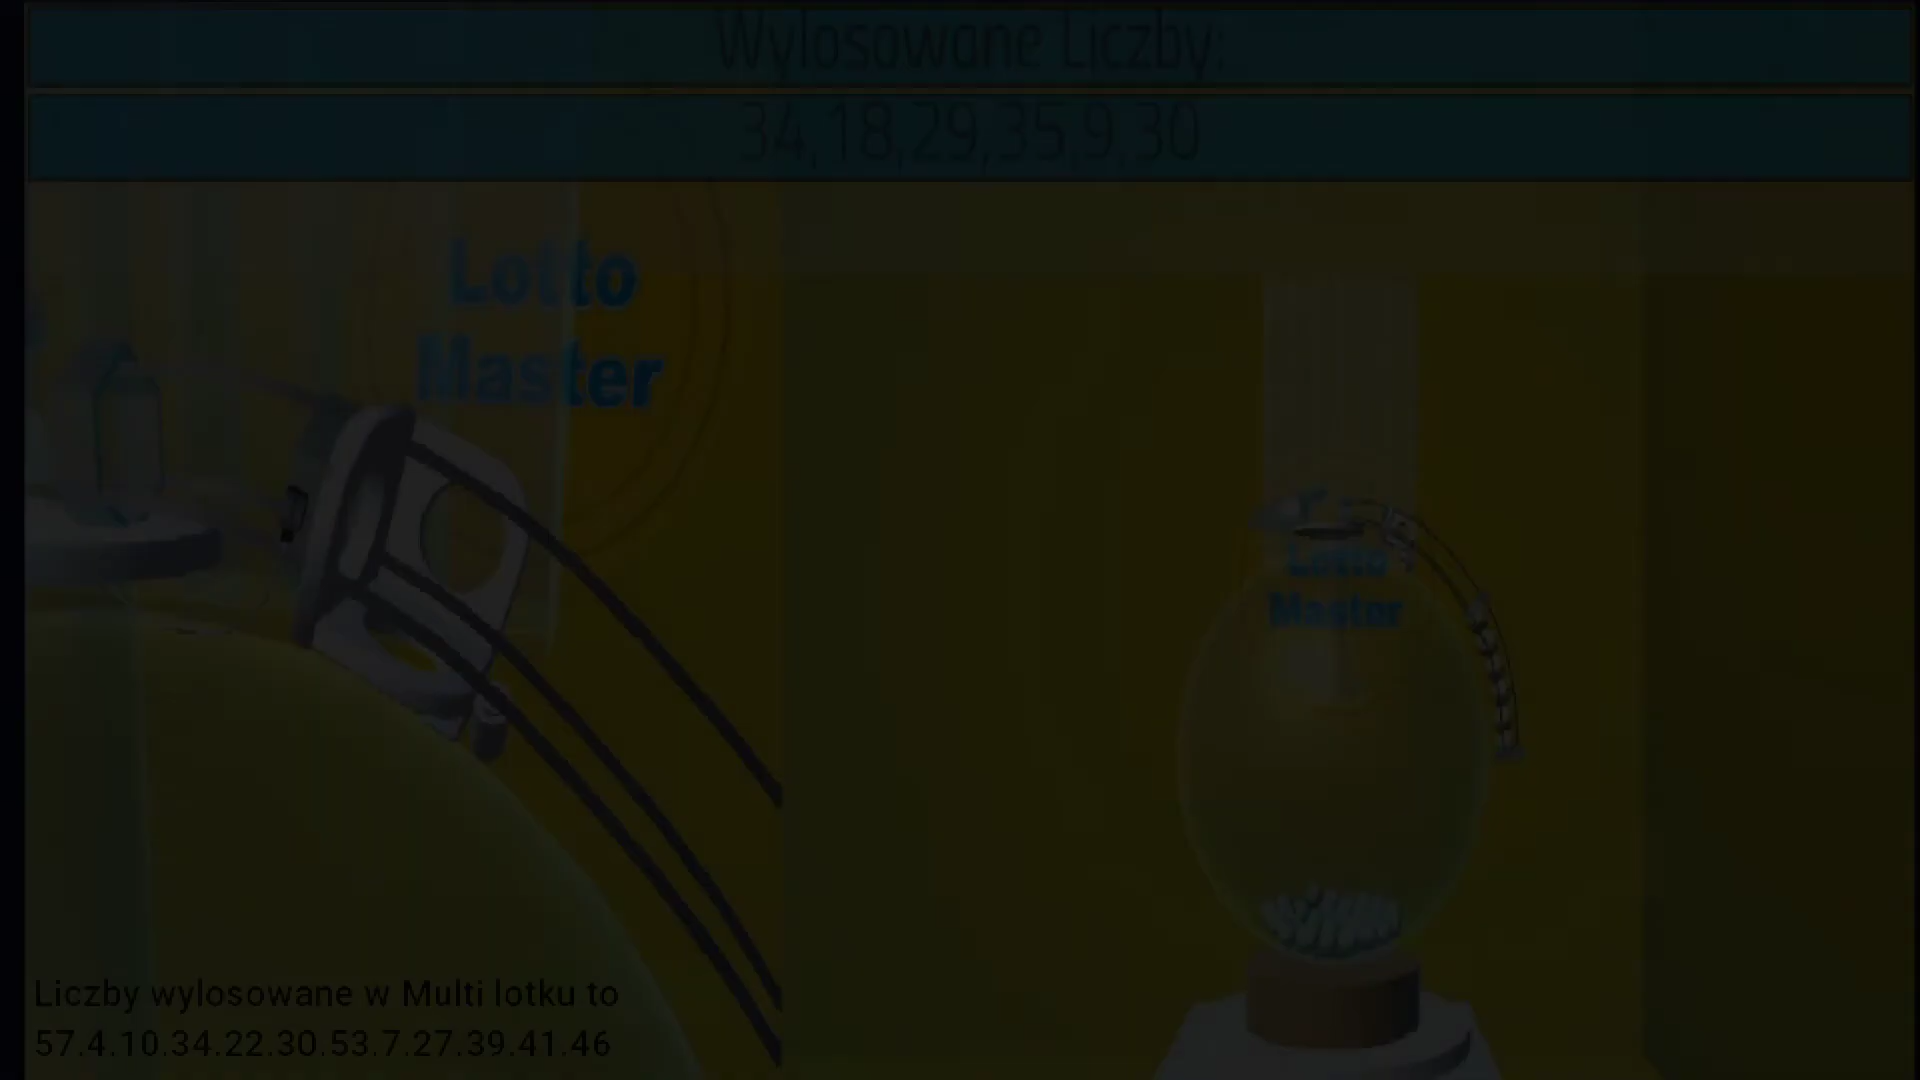 Wylosowane Liczby:
34,18,29,35,9,30
Lotto
Master
Lotto
Master
Liczby wylosowane w Multi lotku to
57.4.10.34.22.30.53.7.27.39.41.46